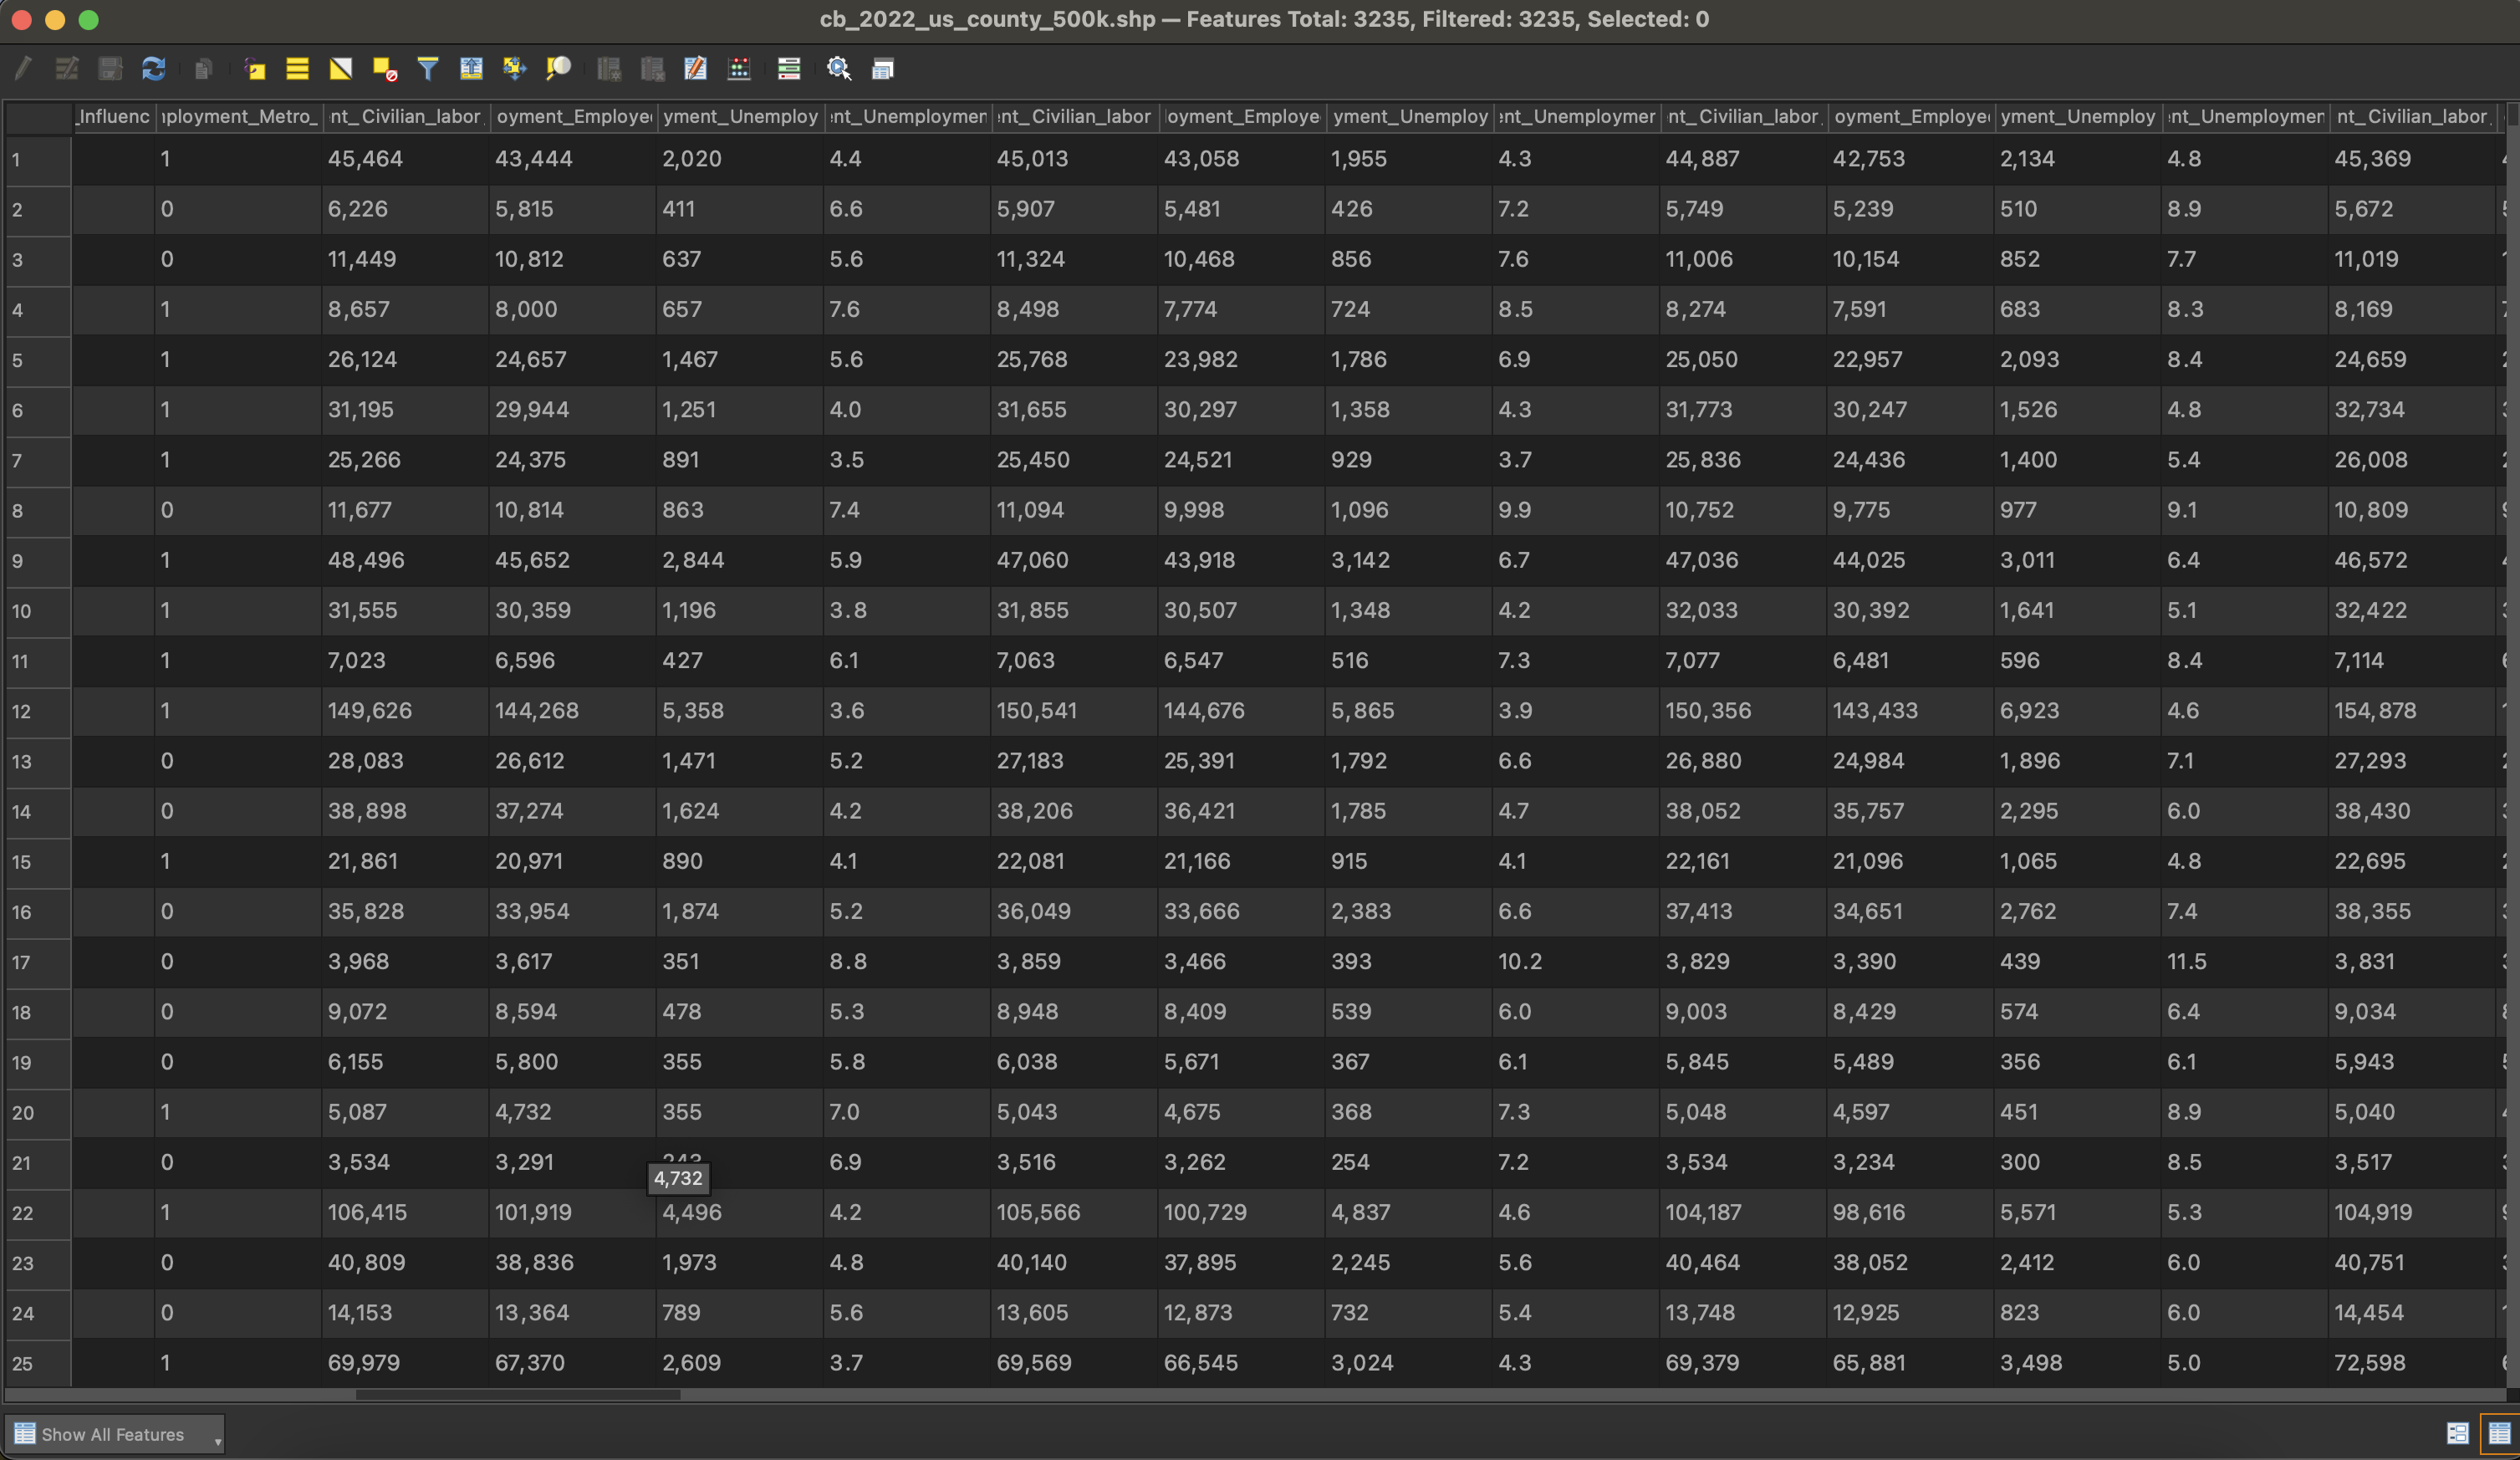 cb_2022_us_county_500k.shp — Features Total: 3235, Filtered: 3235, Selected: 0
_Influenc ployment_Metro_ nt_Civilian_labor_ oyment_Employe yment_Unemploy nt_Unemploymen nt_Civilian_labor oyment_Employe yment_Unemploy nt_Unemploymen nt_Civilian_labor_ oyment_Employe yment_Unemploy nt_Unemploymen nt_Civilian_labor_
1 1 45,464 43,444 2,020 4.4 45,013 43,058 1,955 4.3 44,887 42,753 2,134 4.8 45,369
2 0 6,226 5,815 411 6.6 5,907 5,481 426 7.2 5,749 5,239 510 8.9 5,672
3 0 11,449 10,812 637 5.6 11,324 10,468 856 7.6 11,006 10,154 852 7.7 11,019
4 1 8,657 8,000 657 7.6 8,498 7,774 724 8.5 8,274 7,591 683 8.3 8,169
5 1 26,124 24,657 1,467 5.6 25,768 23,982 1,786 6.9 25,050 22,957 2,093 8.4 24,659
6 1 31,195 29,944 1,251 4.0 31,655 30,297 1,358 4.3 31,773 30,247 1,526 4.8 32,734
7 1 25,266 24,375 891 3.5 25,450 24,521 929 3.7 25,836 24,436 1,400 5.4 26,008
8 0 11,677 10,814 863 7.4 11,094 9,998 1,096 9.9 10,752 9,775 977 9.1 10,809
9 1 48,496 45,652 2,844 5.9 47,060 43,918 3,142 6.7 47,036 44,025 3,011 6.4 46,572
10 1 31,555 30,359 1,196 3.8 31,855 30,507 1,348 4.2 32,033 30,392 1,641 5.1 32,422
11 1 7,023 6,596 427 6.1 7,063 6,547 516 7.3 7,077 6,481 596 8.4 7,114
12 1 149,626 144,268 5,358 3.6 150,541 144,676 5,865 3.9 150,356 143,433 6,923 4.6 154,878
13 0 28,083 26,612 1,471 5.2 27,183 25,391 1,792 6.6 26,880 24,984 1,896 7.1 27,293
14 0 38,898 37,274 1,624 4.2 38,206 36,421 1,785 4.7 38,052 35,757 2,295 6.0 38,430
15 1 21,861 20,971 890 4.1 22,081 21,166 915 4.1 22,161 21,096 1,065 4.8 22,695
16 0 35,828 33,954 1,874 5.2 36,049 33,666 2,383 6.6 37,413 34,651 2,762 7.4 38,355
17 0 3,968 3,617 351 8.8 3,859 3,466 393 10.2 3,829 3,390 439 11.5 3,831
18 0 9,072 8,594 478 5.3 8,948 8,409 539 6.0 9,003 8,429 574 6.4 9,034
19 0 6,155 5,800 355 5.8 6,038 5,671 367 6.1 5,845 5,489 356 6.1 5,943
20 1 5,087 4,732 355 7.0 5,043 4,675 368 7.3 5,048 4,597 451 8.9 5,040
21 0 3,534 3,291 6.9 3,516 3,262 254 7.2 3,534 3,234 300 8.5 3,517
4,732
22 1 106,415 101,919 4,496 4.2 105,566 100,729 4,837 4.6 104,187 98,616 5,571 5.3 104,919
23 0 40,809 38,836 1,973 4.8 40,140 37,895 2,245 5.6 40,464 38,052 2,412 6.0 40,751
24 0 14,153 13,364 789 5.6 13,605 12,873 732 5.4 13,748 12,925 823 6.0 14,454
25 1 69,979 67,370 2,609 3.7 69,569 66,545 3,024 4.3 69,379 65,881 3,498 5.0 72,598
Show All Features